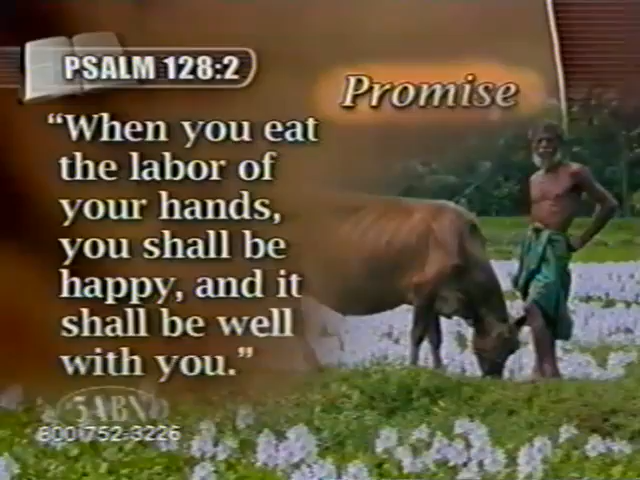 PSALM 128:2
Promise
“When you eat
the labor of
your hands,
you shall be
happy, and it
shall be well
with you.”
3ABN
800-752-3226